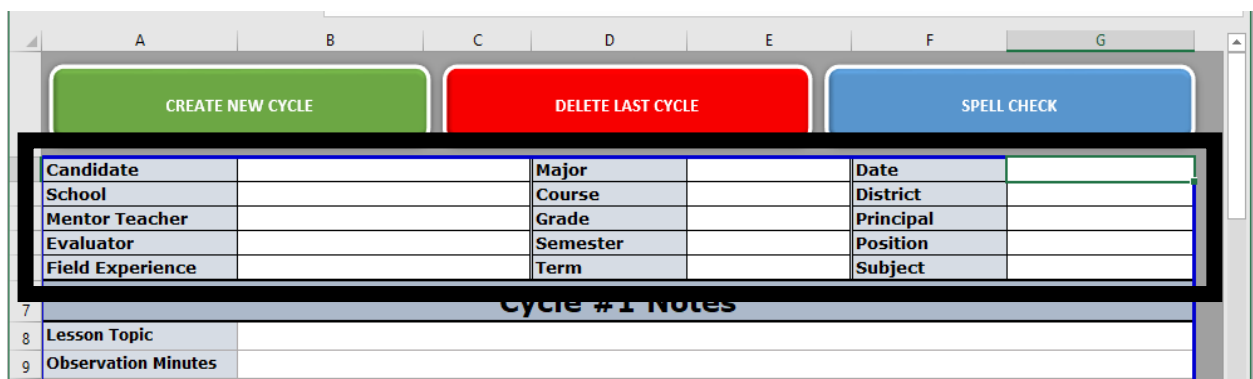 A B C D E F G
CREATE NEW CYCLE DELETE LAST CYCLE SPELL CHECK
Candidate Major Date
School Course District
Mentor Teacher Grade Principal
Evaluator Semester Position
Field Experience Term Subject
7 Cycle #1 Notes
8 Lesson Topic
9 Observation Minutes